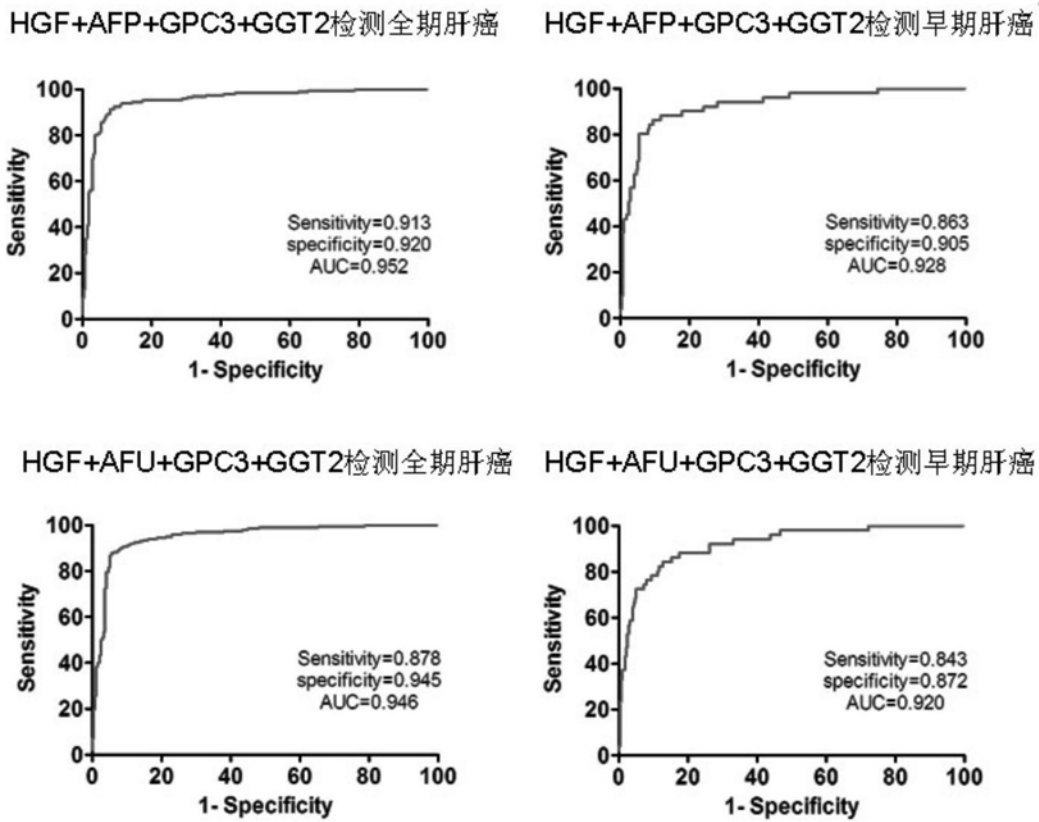 HGF+AFP+GPC3+GGT2检测全期肝癌
100
80
60
40
20
0
Sensitivity
Sensitivity=0.913
specificity=0.920
AUC=0.952
0 20 40 60 80 100
1- Specificity
HGF+AFP+GPC3+GGT2检测早期肝癌
100
80
60
40
20
0
Sensitivity
Sensitivity=0.863
specificity=0.905
AUC=0.928
0 20 40 60 80 100
1- Specificity
HGF+AFU+GPC3+GGT2检测全期肝癌
100
80
60
40
20
0
Sensitivity
Sensitivity=0.878
specificity=0.945
AUC=0.946
0 20 40 60 80 100
1- Specificity
HGF+AFU+GPC3+GGT2检测早期肝癌
100
80
60
40
20
0
Sensitivity
Sensitivity=0.843
specificity=0.872
AUC=0.920
0 20 40 60 80 100
1- Specificity